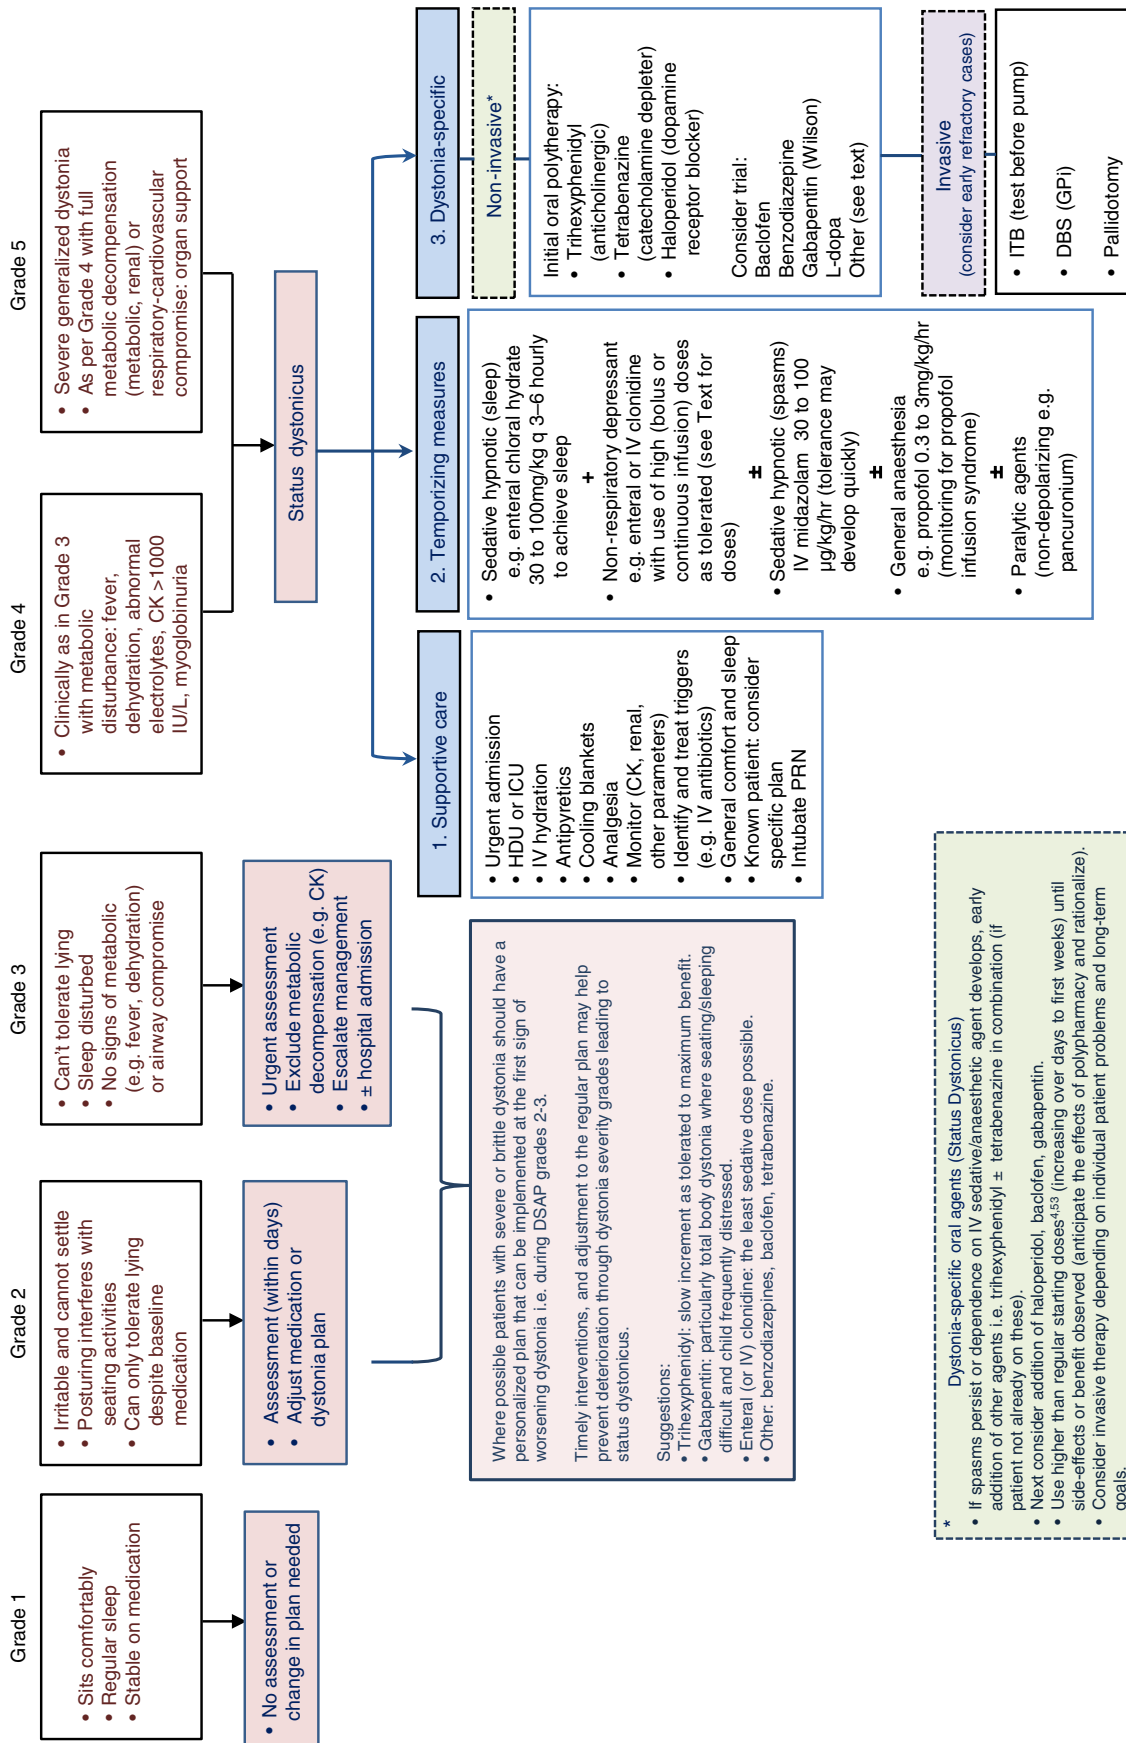 Grade 1
• Sits comfortably
• Regular sleep
• Stable on medication
• No assessment or
change in plan needed
Grade 2
• Irritable and cannot settle
• Posturing interferes with
seating activities
• Can only tolerate lying
despite baseline
medication
• Assessment (within days)
• Adjust medication or
dystonia plan
Grade 3
• Can't tolerate lying
• Sleep disturbed
• No signs of metabolic
(e.g. fever, dehydration)
or airway compromise
• Urgent assessment
• Exclude metabolic
decompensation (e.g. CK)
• Escalate management
• ± hospital admission
Where possible patients with severe or brittle dystonia should have a
personalized plan that can be implemented at the first sign of
worsening dystonia i.e. during DSAP grades 2-3.
Timely interventions, and adjustment to the regular plan may help
prevent deterioration through dystonia severity grades leading to
status dystonicus.
Suggestions:
• Trihexyphenidyl: slow increment as tolerated to maximum benefit.
• Gabapentin: particularly total body dystonia where seating/sleeping
difficult and child frequently distressed.
• Enteral (or IV) clonidine: the least sedative dose possible.
• Other: benzodiazepines, baclofen, tetrabenazine.
Grade 4
• Clinically as in Grade 3
with metabolic
disturbance: fever,
dehydration, abnormal
electrolytes, CK >1000
IU/L, myoglobinuria
Grade 5
• Severe generalized dystonia
• As per Grade 4 with full
metabolic decompensation
(metabolic, renal) or
respiratory-cardiovascular
compromise: organ support
Status dystonicus
1. Supportive care
• Urgent admission
• HDU or ICU
• IV hydration
• Antipyretics
• Cooling blankets
• Analgesia
• Monitor (CK, renal,
other parameters)
• Identify and treat triggers
(e.g. IV antibiotics)
• General comfort and sleep
• Known patient: consider
specific plan
• Intubate PRN
2. Temporizing measures
• Sedative hypnotic (sleep)
e.g. enteral chloral hydrate
30 to 100mg/kg q 3–6 hourly
to achieve sleep
+
• Non-respiratory depressant
e.g. enteral or IV clonidine
with use of high (bolus or
continuous infusion) doses
as tolerated (see Text for
doses)
±
• Sedative hypnotic (spasms)
IV midazolam 30 to 100
µg/kg/hr (tolerance may
develop quickly)
±
• General anaesthesia
e.g. propofol 0.3 to 3mg/kg/hr
(monitoring for propofol
infusion syndrome)
±
• Paralytic agents
(non-depolarizing e.g.
pancuronium)
3. Dystonia-specific
Non-invasive*
Initial oral polytherapy:
• Trihexyphenidyl
(anticholinergic)
• Tetrabenazine
(catecholamine depleter)
• Haloperidol (dopamine
receptor blocker)
Consider trial:
Baclofen
Benzodiazepine
Gabapentin (Wilson)
L-dopa
Other (see text)
Invasive
(consider early refractory cases)
• ITB (test before pump)
• DBS (GPi)
• Pallidotomy
*
Dystonia-specific oral agents (Status Dystonicus)
• If spasms persist or dependence on IV sedative/anaesthetic agent develops, early
addition of other agents i.e. trihexyphenidyl ± tetrabenazine in combination (if
patient not already on these).
• Next consider addition of haloperidol, baclofen, gabapentin.
• Use higher than regular starting doses4,53 (increasing over days to first weeks) until
side-effects or benefit observed (anticipate the effects of polypharmacy and rationalize).
• Consider invasive therapy depending on individual patient problems and long-term
goals.